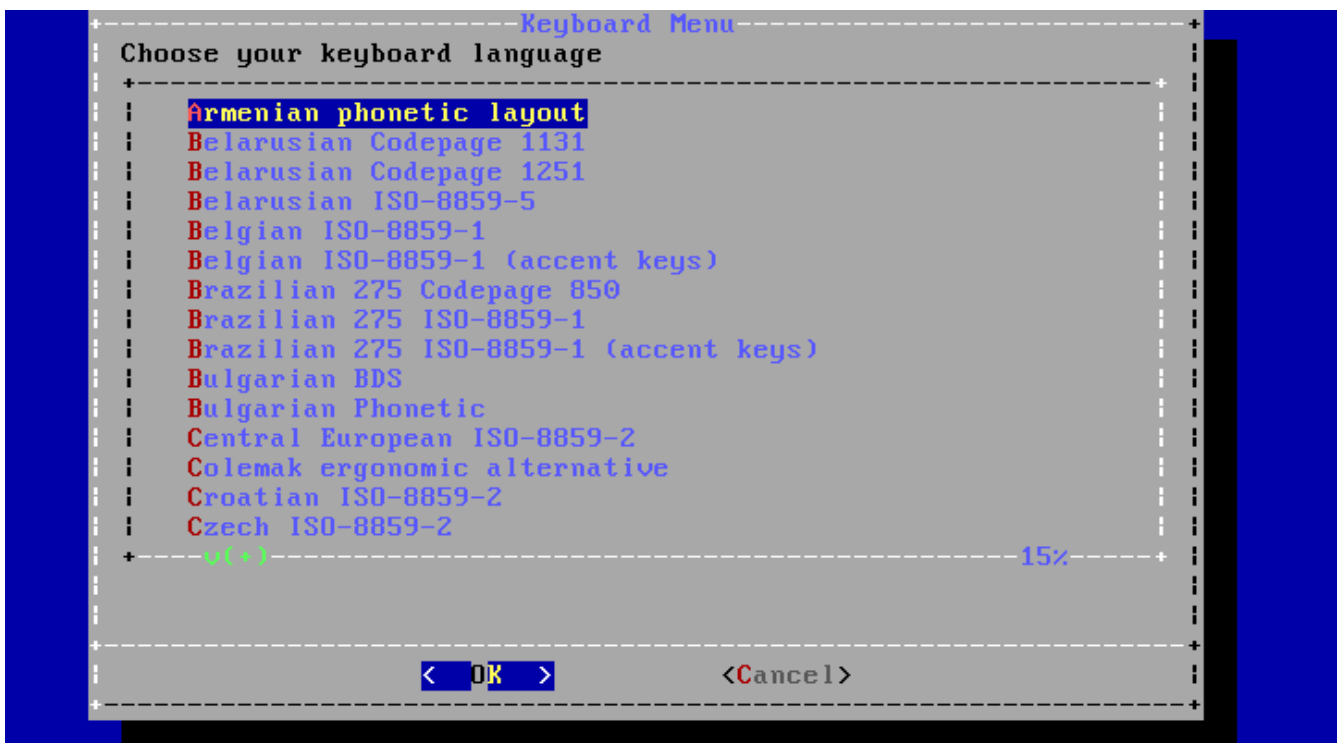 Keyboard Menu
Choose your keyboard language
Armenian phonetic layout
Belarusian Codepage 1131
Belarusian Codepage 1251
Belarusian ISO-8859-5
Belgian ISO-8859-1
Belgian ISO-8859-1 (accent keys)
Brazilian 275 Codepage 850
Brazilian 275 ISO-8859-1
Brazilian 275 ISO-8859-1 (accent keys)
Bulgarian BDS
Bulgarian Phonetic
Central European ISO-8859-2
Colemak ergonomic alternative
Croatian ISO-8859-2
Czech ISO-8859-2
v(+) 15%
< OK > <Cancel>